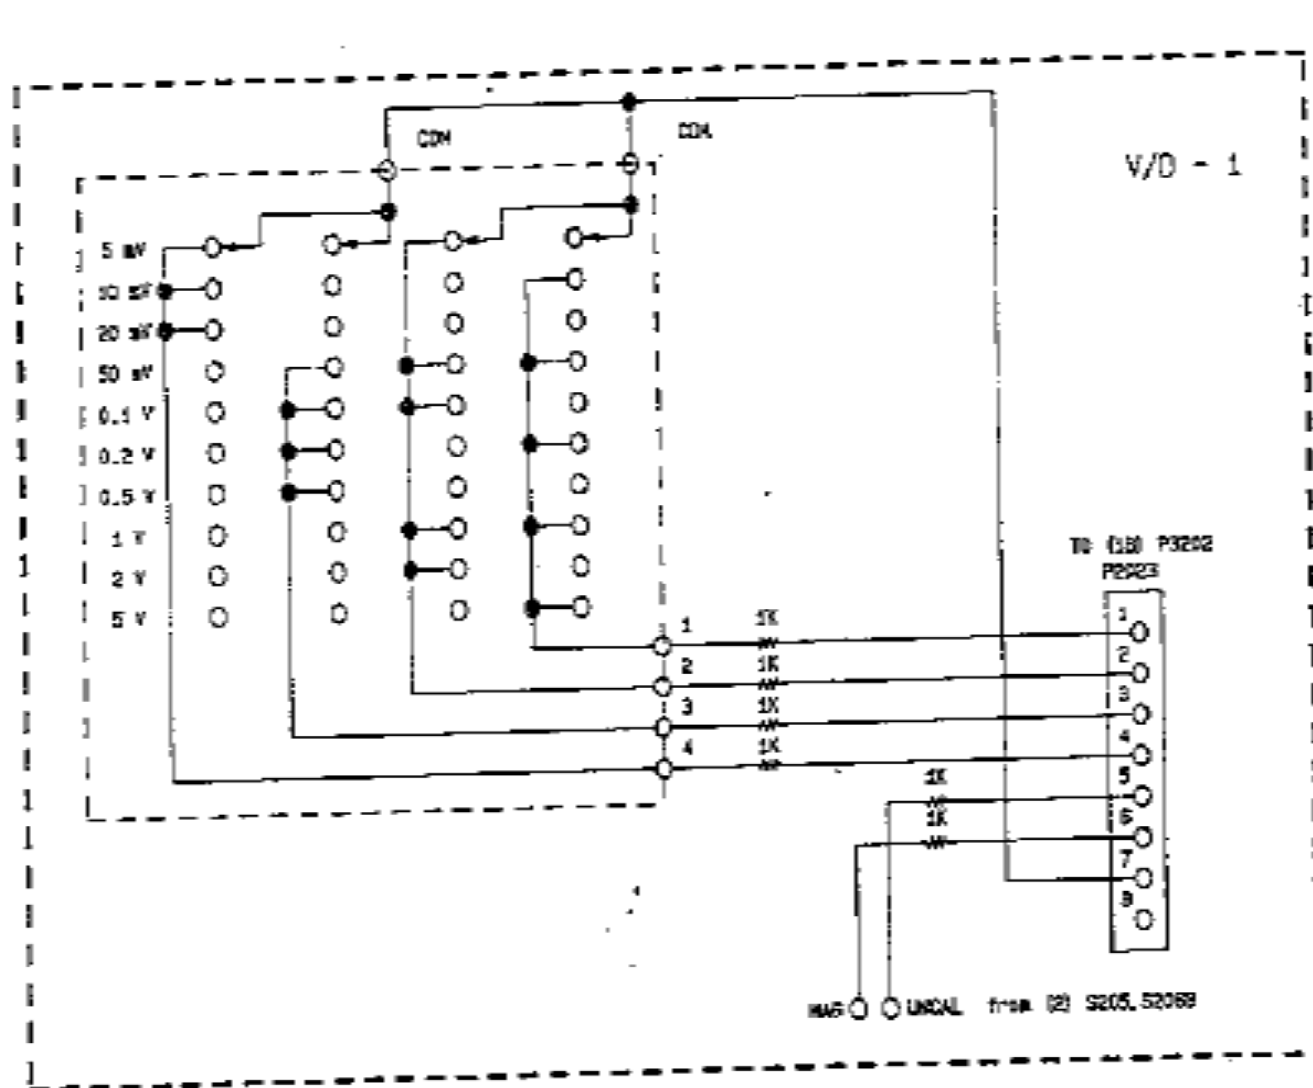 COM
COM
V/D - 1
5 mV
10 mV
20 mV
50 mV
0.1 V
0.2 V
0.5 V
1 V
2 V
5 V
TO (18) P3202
P2023
1
2
3
4
5
6
7
8
1
2
3
4
1K
1K
1K
1K
1K
1K
MAG
UNCAL from (2) S205, S206B